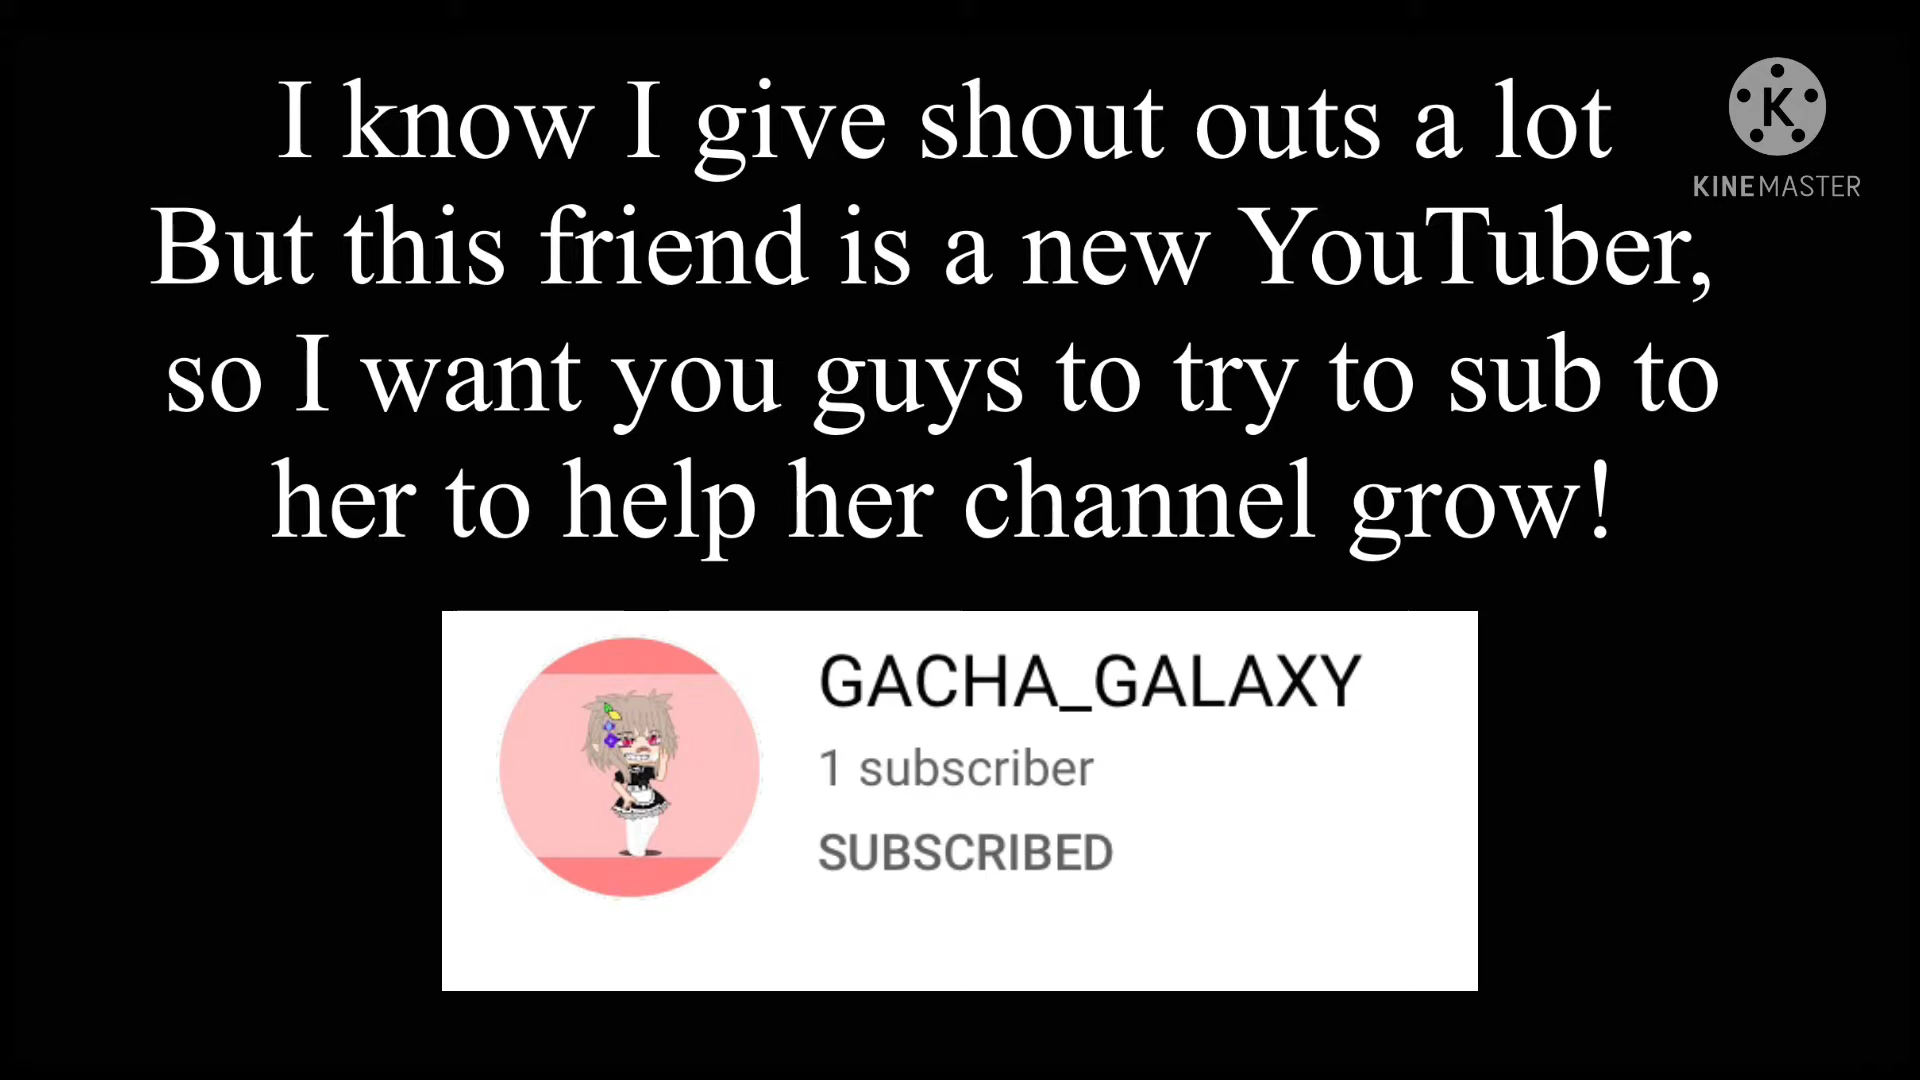 I know I give shout outs a lot
But this friend is a new YouTuber,
so I want you guys to try to sub to
her to help her channel grow!
K
KINEMASTER
GACHA_GALAXY
1 subscriber
SUBSCRIBED